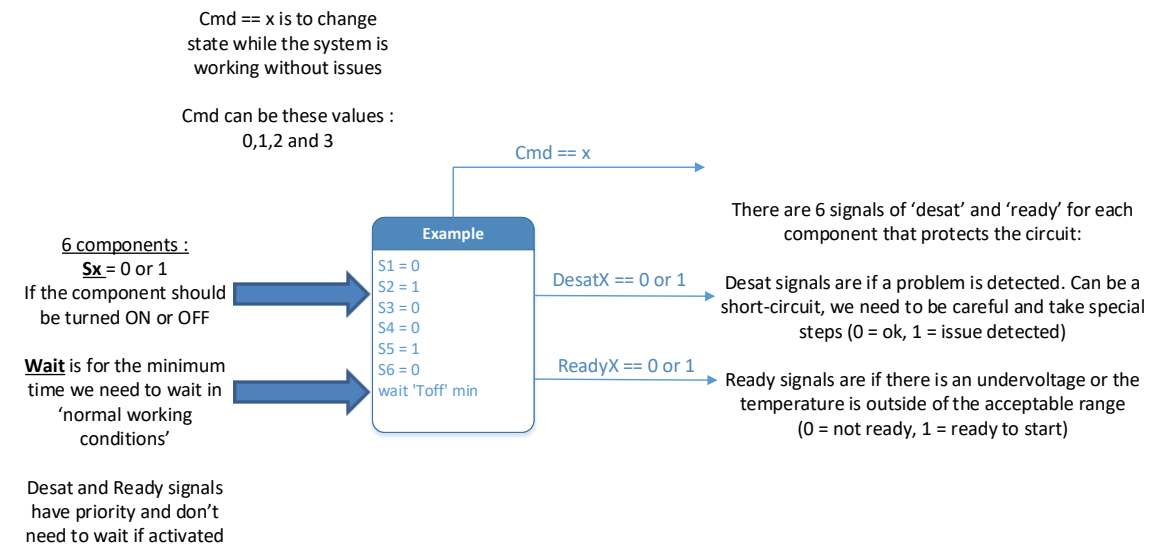 Cmd == x is to change
state while the system is
working without issues
Cmd can be these values :
0,1,2 and 3
Cmd == x
6 components :
Sx = 0 or 1
If the component should
be turned ON or OFF
Wait is for the minimum
time we need to wait in
‘normal working
conditions’
Desat and Ready signals
have priority and don’t
need to wait if activated
Example
S1 = 0
S2 = 1
S3 = 0
S4 = 0
S5 = 1
S6 = 0
wait 'Toff' min
DesatX == 0 or 1
ReadyX == 0 or 1
There are 6 signals of ‘desat’ and ‘ready’ for each
component that protects the circuit:
Desat signals are if a problem is detected. Can be a
short-circuit, we need to be careful and take special
steps (0 = ok, 1 = issue detected)
Ready signals are if there is an undervoltage or the
temperature is outside of the acceptable range
(0 = not ready, 1 = ready to start)